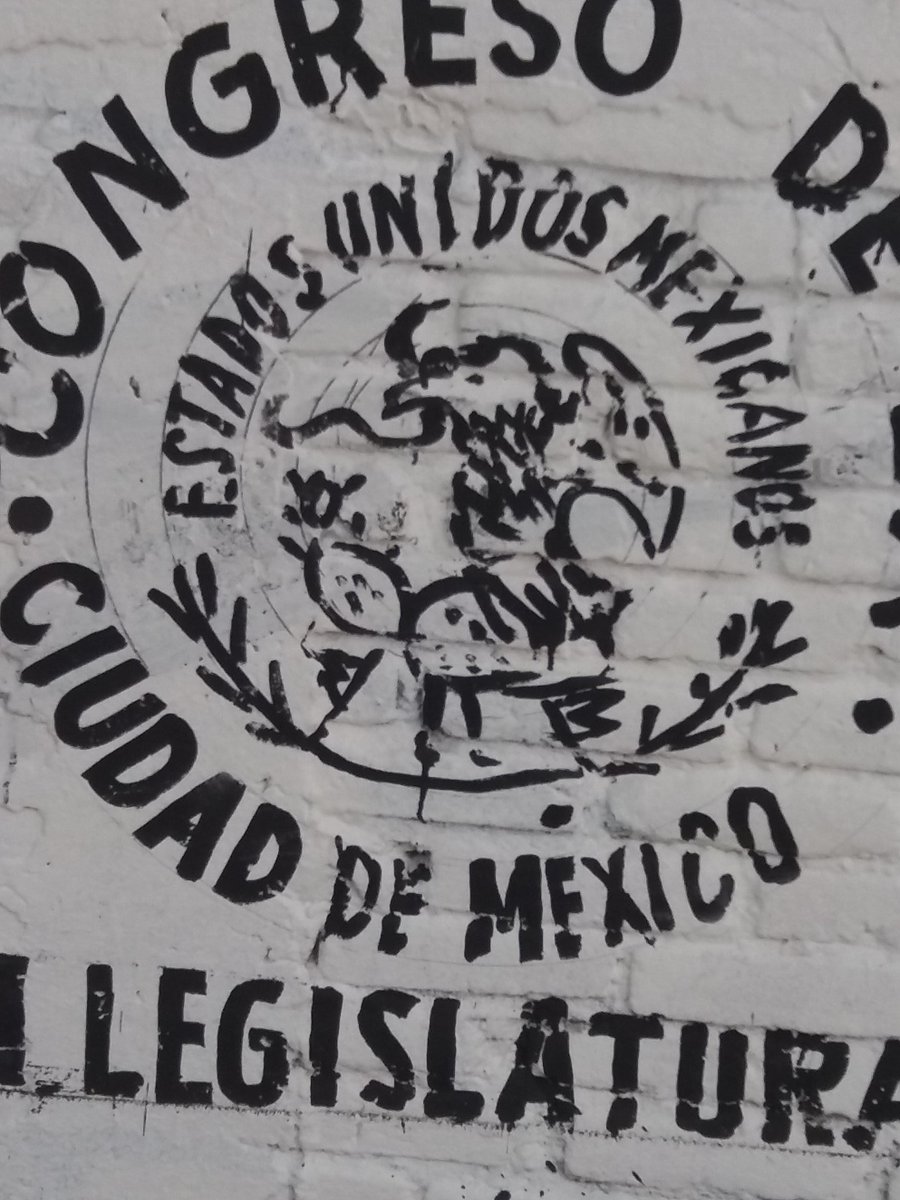 CONGRESO DE
ESTADOS UNIDOS MEXICANOS
CIUDAD DE MEXICO
I LEGISLATURA